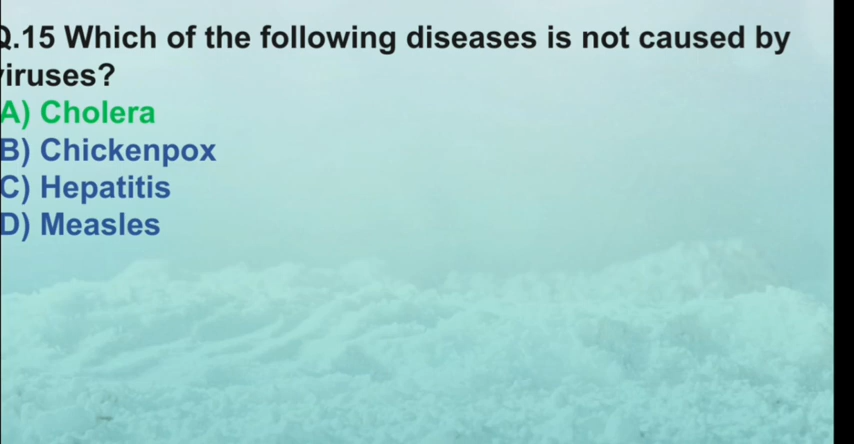 Q.15 Which of the following diseases is not caused by
viruses?
A) Cholera
B) Chickenpox
C) Hepatitis
D) Measles